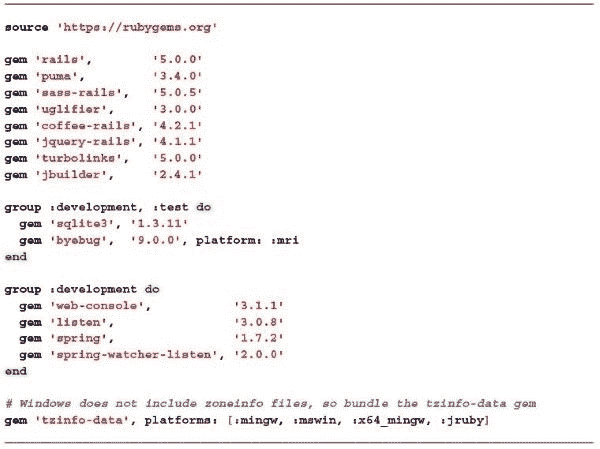 source 'https://rubygems.org'
gem 'rails', '5.0.0'
gem 'puma', '3.4.0'
gem 'sass-rails', '5.0.5'
gem 'uglifier', '3.0.0'
gem 'coffee-rails', '4.2.1'
gem 'jquery-rails', '4.1.1'
gem 'turbolinks', '5.0.0'
gem 'jbuilder', '2.4.1'
group :development, :test do
gem 'sqlite3', '1.3.11'
gem 'byebug', '9.0.0', platform: :mri
end
group :development do
gem 'web-console', '3.1.1'
gem 'listen', '3.0.8'
gem 'spring', '1.7.2'
gem 'spring-watcher-listen', '2.0.0'
end
# Windows does not include zoneinfo files, so bundle the tzinfo-data gem
gem 'tzinfo-data', platforms: [:mingw, :mswin, :x64_mingw, :jruby]